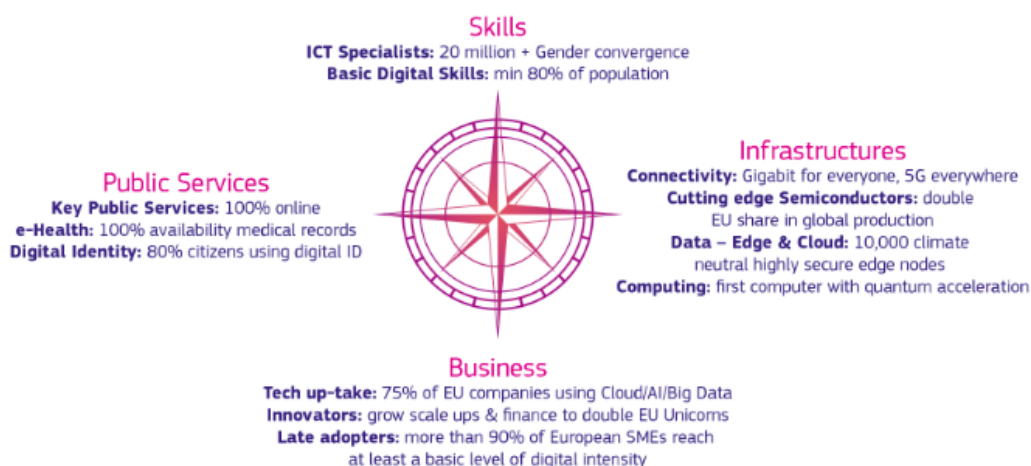 Skills
ICT Specialists: 20 million + Gender convergence
Basic Digital Skills: min 80% of population
Public Services
Key Public Services: 100% online
e-Health: 100% availability medical records
Digital Identity: 80% citizens using digital ID
Infrastructures
Connectivity: Gigabit for everyone, 5G everywhere
Cutting edge Semiconductors: double
EU share in global production
Data – Edge & Cloud: 10,000 climate
neutral highly secure edge nodes
Computing: first computer with quantum acceleration
Business
Tech up-take: 75% of EU companies using Cloud/AI/Big Data
Innovators: grow scale ups & finance to double EU Unicorns
Late adopters: more than 90% of European SMEs reach
at least a basic level of digital intensity